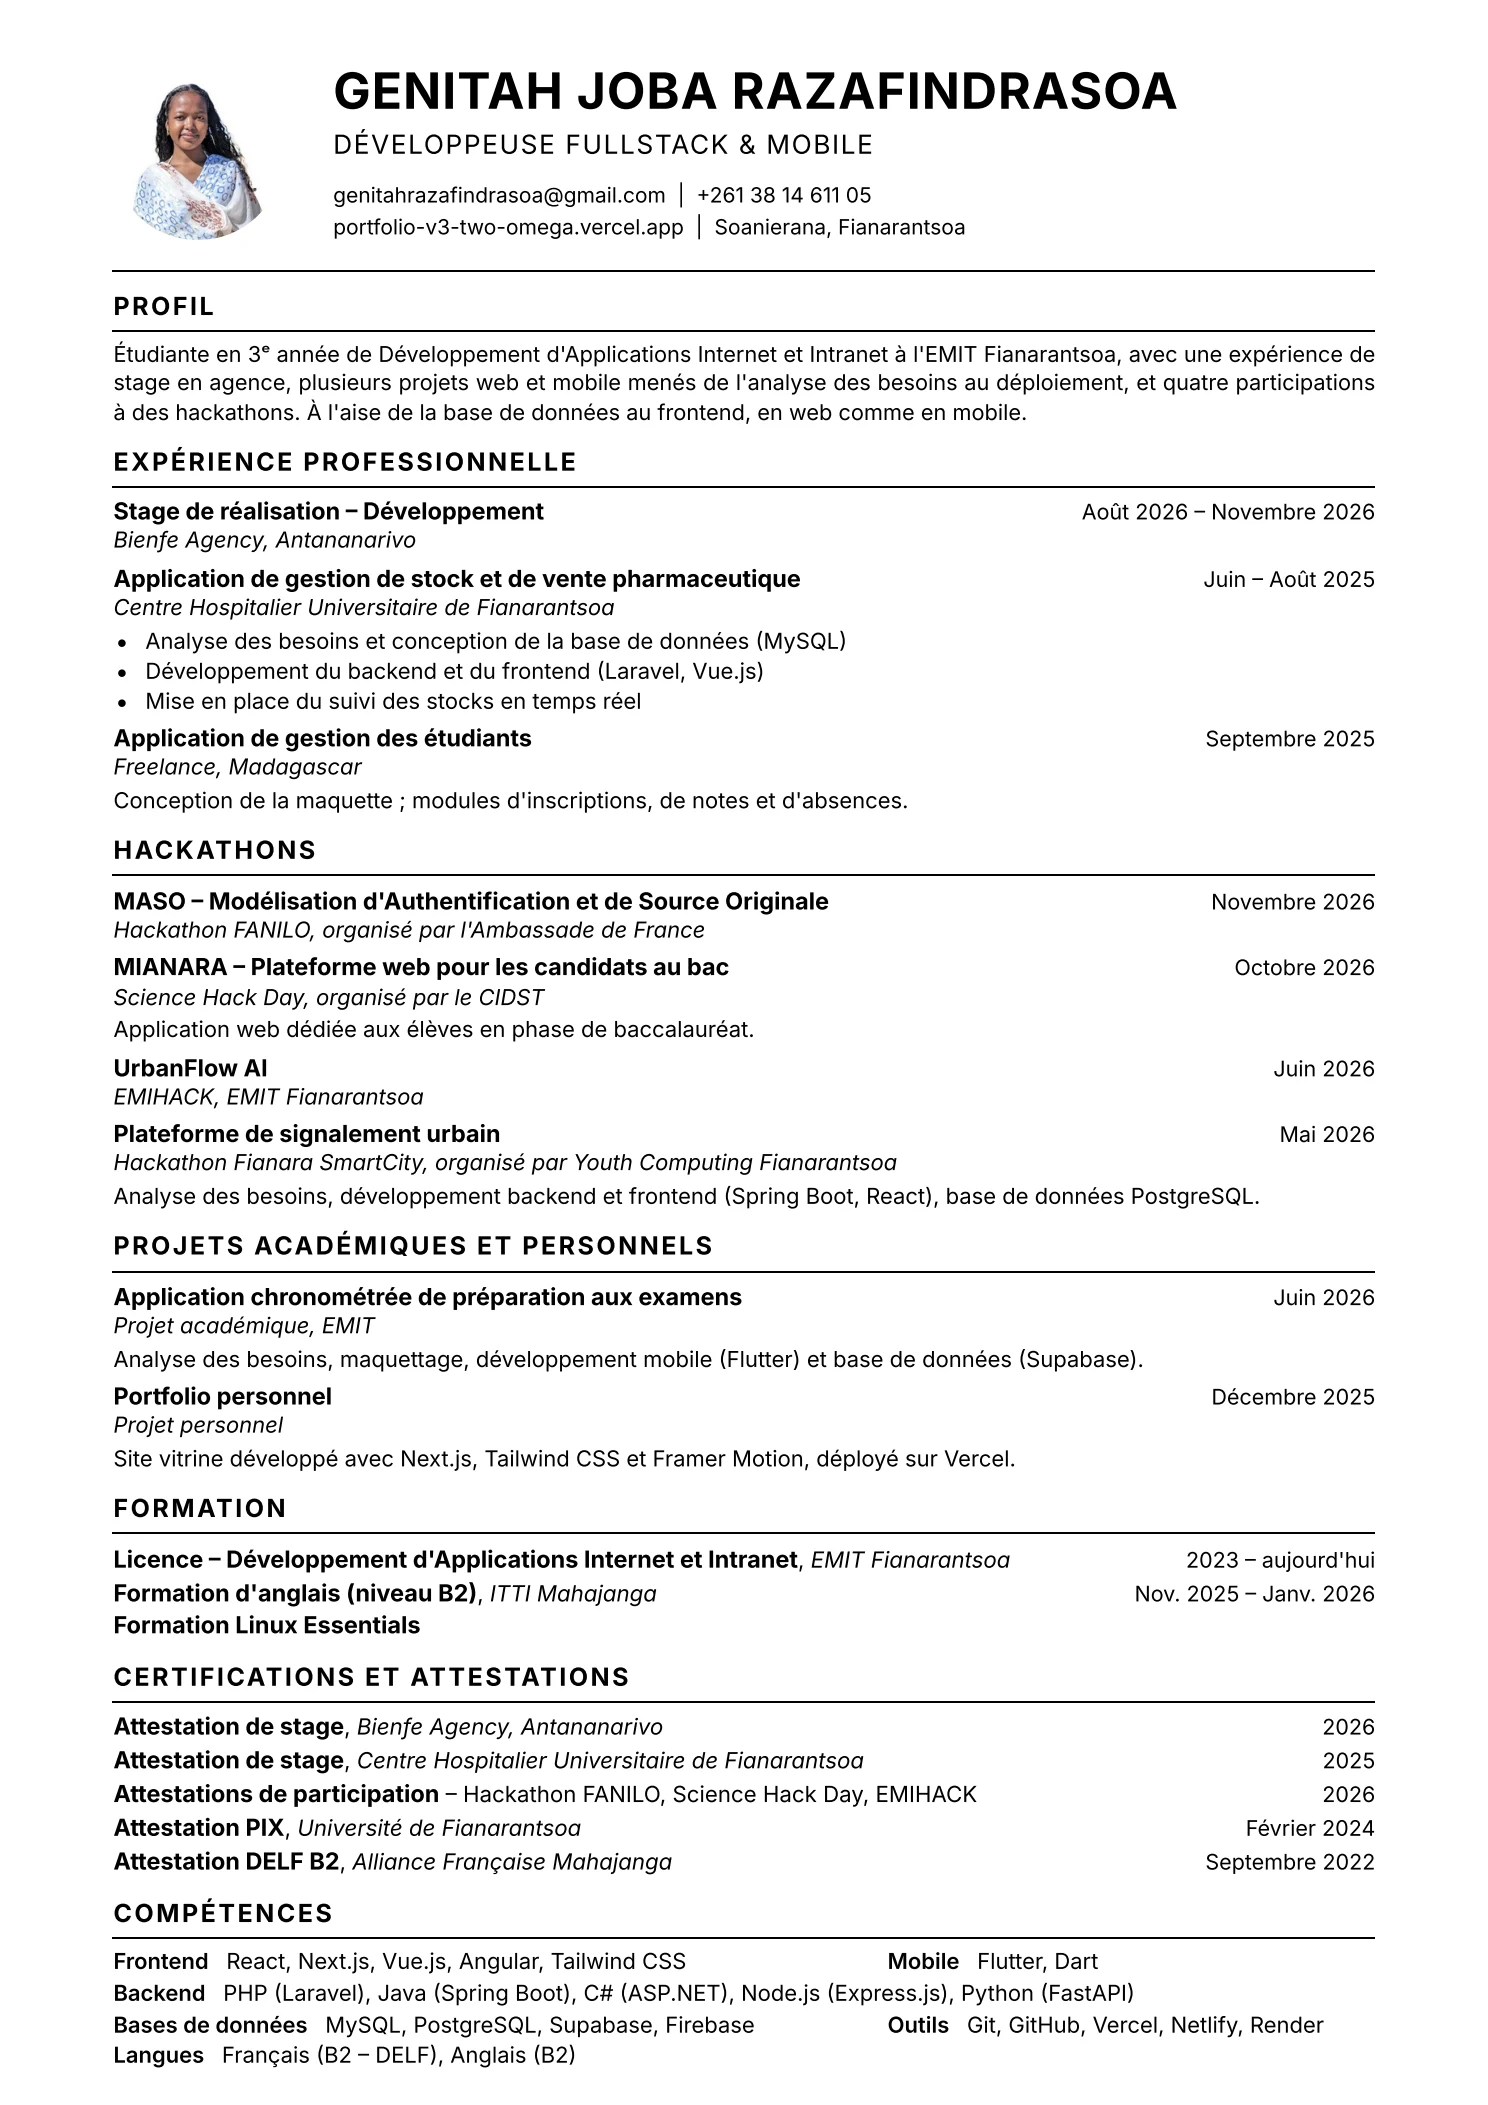 GENITAH JOBA RAZAFINDRASOA
DÉVELOPPEUSE FULLSTACK & MOBILE
genitahrazafindrasoa@gmail.com | +261 38 14 611 05
portfolio-v3-two-omega.vercel.app | Soanierana, Fianarantsoa
PROFIL
Étudiante en 3ᵉ année de Développement d'Applications Internet et Intranet à l'EMIT Fianarantsoa, avec une expérience de
stage en agence, plusieurs projets web et mobile menés de l'analyse des besoins au déploiement, et quatre participations
à des hackathons. À l'aise de la base de données au frontend, en web comme en mobile.
EXPÉRIENCE PROFESSIONNELLE
Stage de réalisation – Développement Août 2026 – Novembre 2026
Bienfe Agency, Antananarivo
Application de gestion de stock et de vente pharmaceutique Juin – Août 2025
Centre Hospitalier Universitaire de Fianarantsoa
• Analyse des besoins et conception de la base de données (MySQL)
• Développement du backend et du frontend (Laravel, Vue.js)
• Mise en place du suivi des stocks en temps réel
Application de gestion des étudiants Septembre 2025
Freelance, Madagascar
Conception de la maquette ; modules d'inscriptions, de notes et d'absences.
HACKATHONS
MASO – Modélisation d'Authentification et de Source Originale Novembre 2026
Hackathon FANILO, organisé par l'Ambassade de France
MIANARA – Plateforme web pour les candidats au bac Octobre 2026
Science Hack Day, organisé par le CIDST
Application web dédiée aux élèves en phase de baccalauréat.
UrbanFlow AI Juin 2026
EMIHACK, EMIT Fianarantsoa
Plateforme de signalement urbain Mai 2026
Hackathon Fianara SmartCity, organisé par Youth Computing Fianarantsoa
Analyse des besoins, développement backend et frontend (Spring Boot, React), base de données PostgreSQL.
PROJETS ACADÉMIQUES ET PERSONNELS
Application chronométrée de préparation aux examens Juin 2026
Projet académique, EMIT
Analyse des besoins, maquettage, développement mobile (Flutter) et base de données (Supabase).
Portfolio personnel Décembre 2025
Projet personnel
Site vitrine développé avec Next.js, Tailwind CSS et Framer Motion, déployé sur Vercel.
FORMATION
Licence – Développement d'Applications Internet et Intranet, EMIT Fianarantsoa 2023 – aujourd'hui
Formation d'anglais (niveau B2), ITTI Mahajanga Nov. 2025 – Janv. 2026
Formation Linux Essentials
CERTIFICATIONS ET ATTESTATIONS
Attestation de stage, Bienfe Agency, Antananarivo 2026
Attestation de stage, Centre Hospitalier Universitaire de Fianarantsoa 2025
Attestations de participation – Hackathon FANILO, Science Hack Day, EMIHACK 2026
Attestation PIX, Université de Fianarantsoa Février 2024
Attestation DELF B2, Alliance Française Mahajanga Septembre 2022
COMPÉTENCES
Frontend React, Next.js, Vue.js, Angular, Tailwind CSS Mobile Flutter, Dart
Backend PHP (Laravel), Java (Spring Boot), C# (ASP.NET), Node.js (Express.js), Python (FastAPI)
Bases de données MySQL, PostgreSQL, Supabase, Firebase Outils Git, GitHub, Vercel, Netlify, Render
Langues Français (B2 – DELF), Anglais (B2)